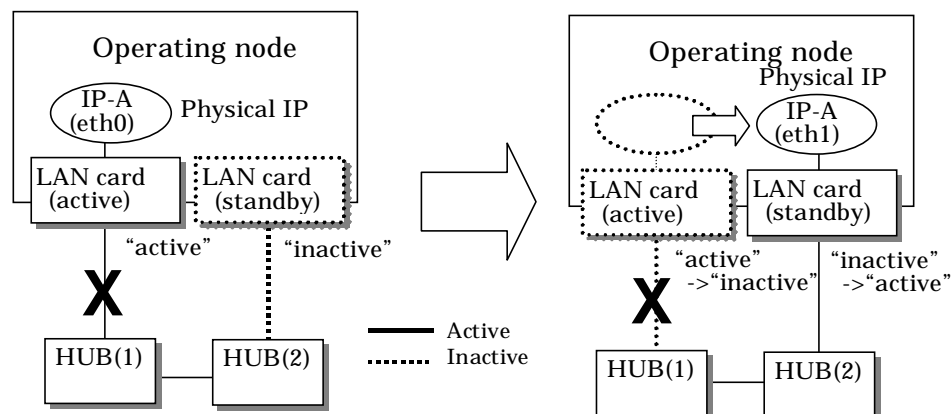 Operating node
IP-A
(eth0)
Physical IP
LAN card
(active)
LAN card
(standby)
“active”
“inactive”
X
HUB(1)
HUB(2)
Active
Inactive
Operating node
Physical IP
IP-A
(eth1)
LAN card
(active)
LAN card
(standby)
“active”
->“inactive”
“inactive”
->“active”
X
HUB(1)
HUB(2)